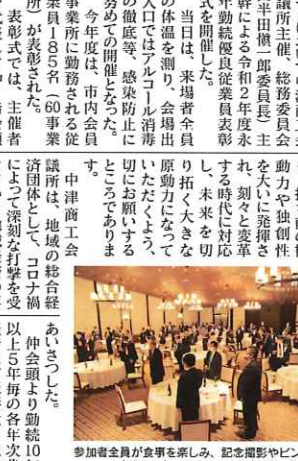 議所主催、総務委員会
（平田愼一郎委員長）主
幹による令和２年度永
年勤続優良従業員表彰
式を開催した。
　当日は、来場者全員
の体温を測り、会場出
入口ではアルコール消毒
の徹底等、感染防止に
努めての開催となった。
　今年度は、市内会員
事業所に勤務される従
業員185名（60事業
所）が表彰された。
　表彰式では、主催者
動力や独創性
を大いに発揮さ
れ、刻々と変革
する時代に対応
し、未来を切
り拓く大きな
原動力になって
いただくよう、
切にお願いする
ところでありま
す。
　中津商工会
議所は、地域の総合経
済団体として、コロナ禍
によって深刻な打撃を受
あいさつした。
　仲会頭より勤続10
以上5年毎の各年次
参加者全員が食事を楽しみ、記念撮影やビン